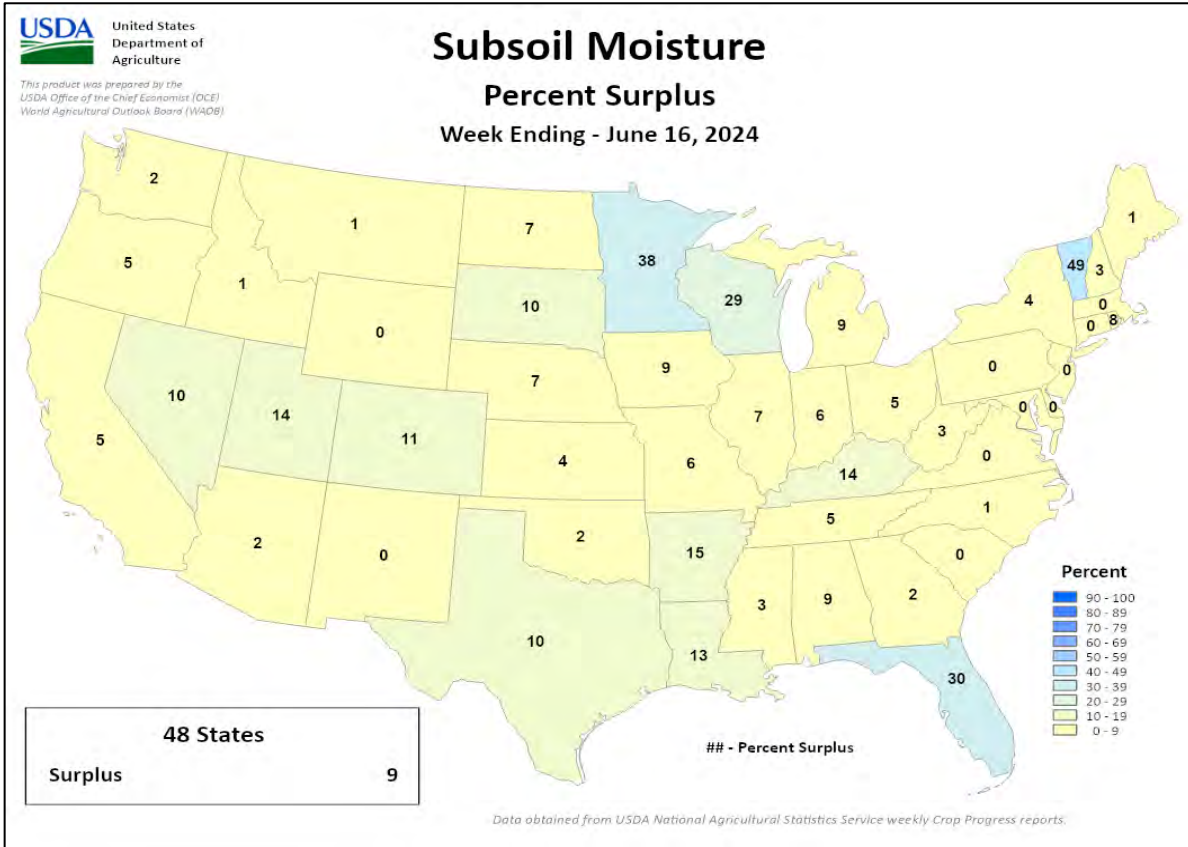 USDA
United States
Department of
Agriculture
This product was prepared by the
USDA Office of the Chief Economist (OCE)
World Agricultural Outlook Board (WAOB)
Subsoil Moisture
Percent Surplus
Week Ending - June 16, 2024
2
1
7
38
29
9
1
49
3
4
0
0
8
5
1
0
10
7
9
7
6
5
0
0
0
0
3
0
5
10
14
11
4
6
14
5
1
0
2
0
2
15
3
9
2
10
13
30
Percent
90 - 100
80 - 89
70 - 79
60 - 69
50 - 59
40 - 49
30 - 39
20 - 29
10 - 19
0 - 9
48 States
Surplus 9
## - Percent Surplus
Data obtained from USDA National Agricultural Statistics Service weekly Crop Progress reports.